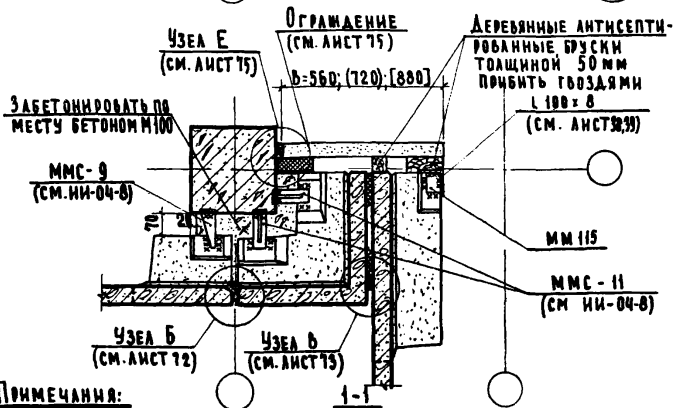 Ограждение
(см. лист 75)
Узел Е
(см. лист 75)
В=560; (720); [880]
Деревянные антисепти-
рованные бруски
толщиной 50 мм
прибить гвоздями
L 100×8
(см. лист 98,99)
Забетонировать по
месту бетоном М100
ММС-9
(см. ИИ-04-8)
70
20
ММ 115
ММС-11
(см ИИ-04-8)
Узел Б
(см. лист 72)
Узел В
(см. лист 73)
Примечания:
1-1